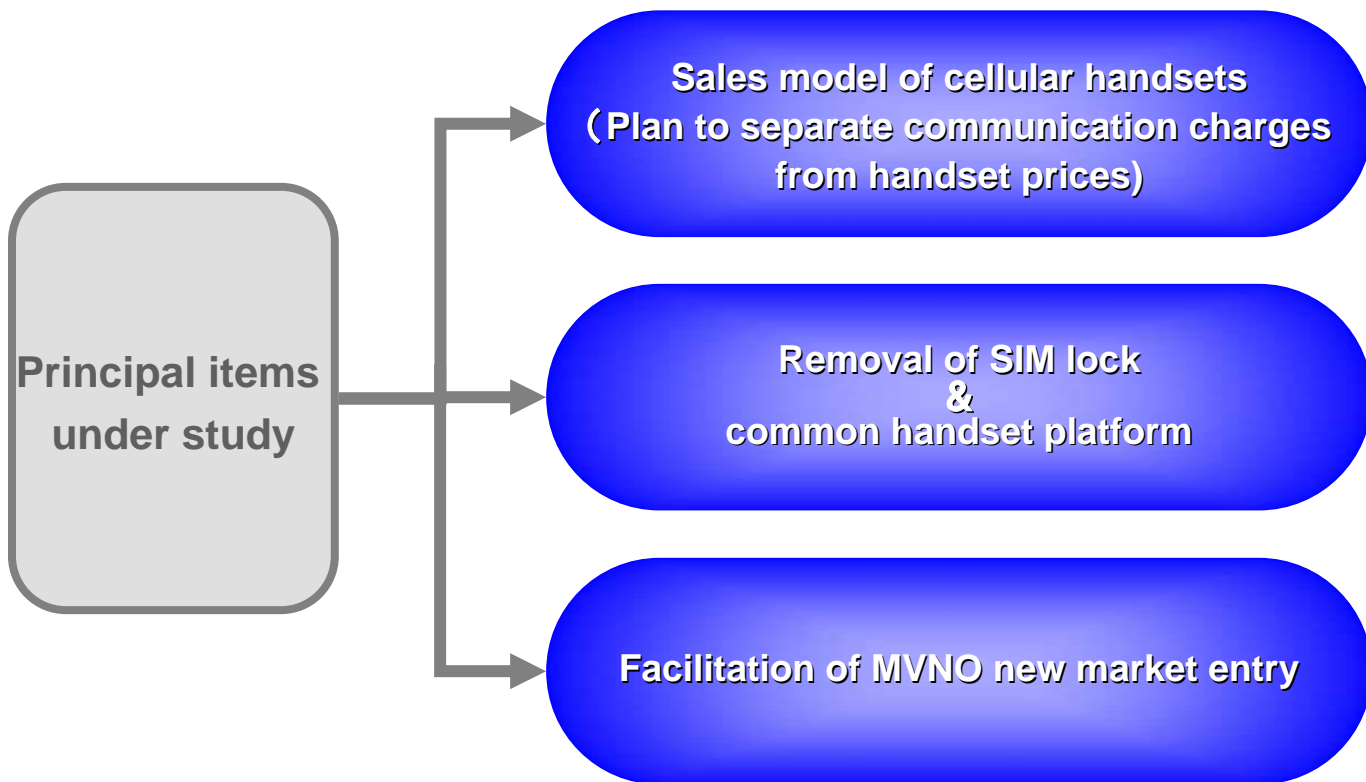 Principal items
under study
Sales model of cellular handsets
（Plan to separate communication charges
from handset prices)
Removal of SIM lock
&
common handset platform
Facilitation of MVNO new market entry